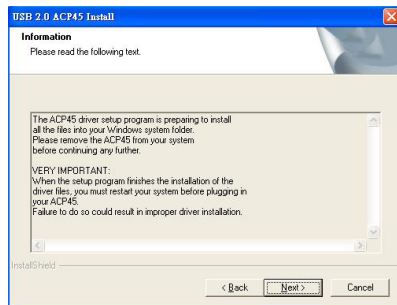 USB 2.0 ACP45 Install
Information
Please read the following text.
The ACP45 driver setup program is preparing to install
all the files into your Windows system folder.
Please remove the ACP45 from your system
before continuing any further.
VERY IMPORTANT:
When the setup program finishes the installation of the
driver files, you must restart your system before plugging in
your ACP45.
Failure to do so could result in improper driver installation.
InstallShield
< Back
Next >
Cancel